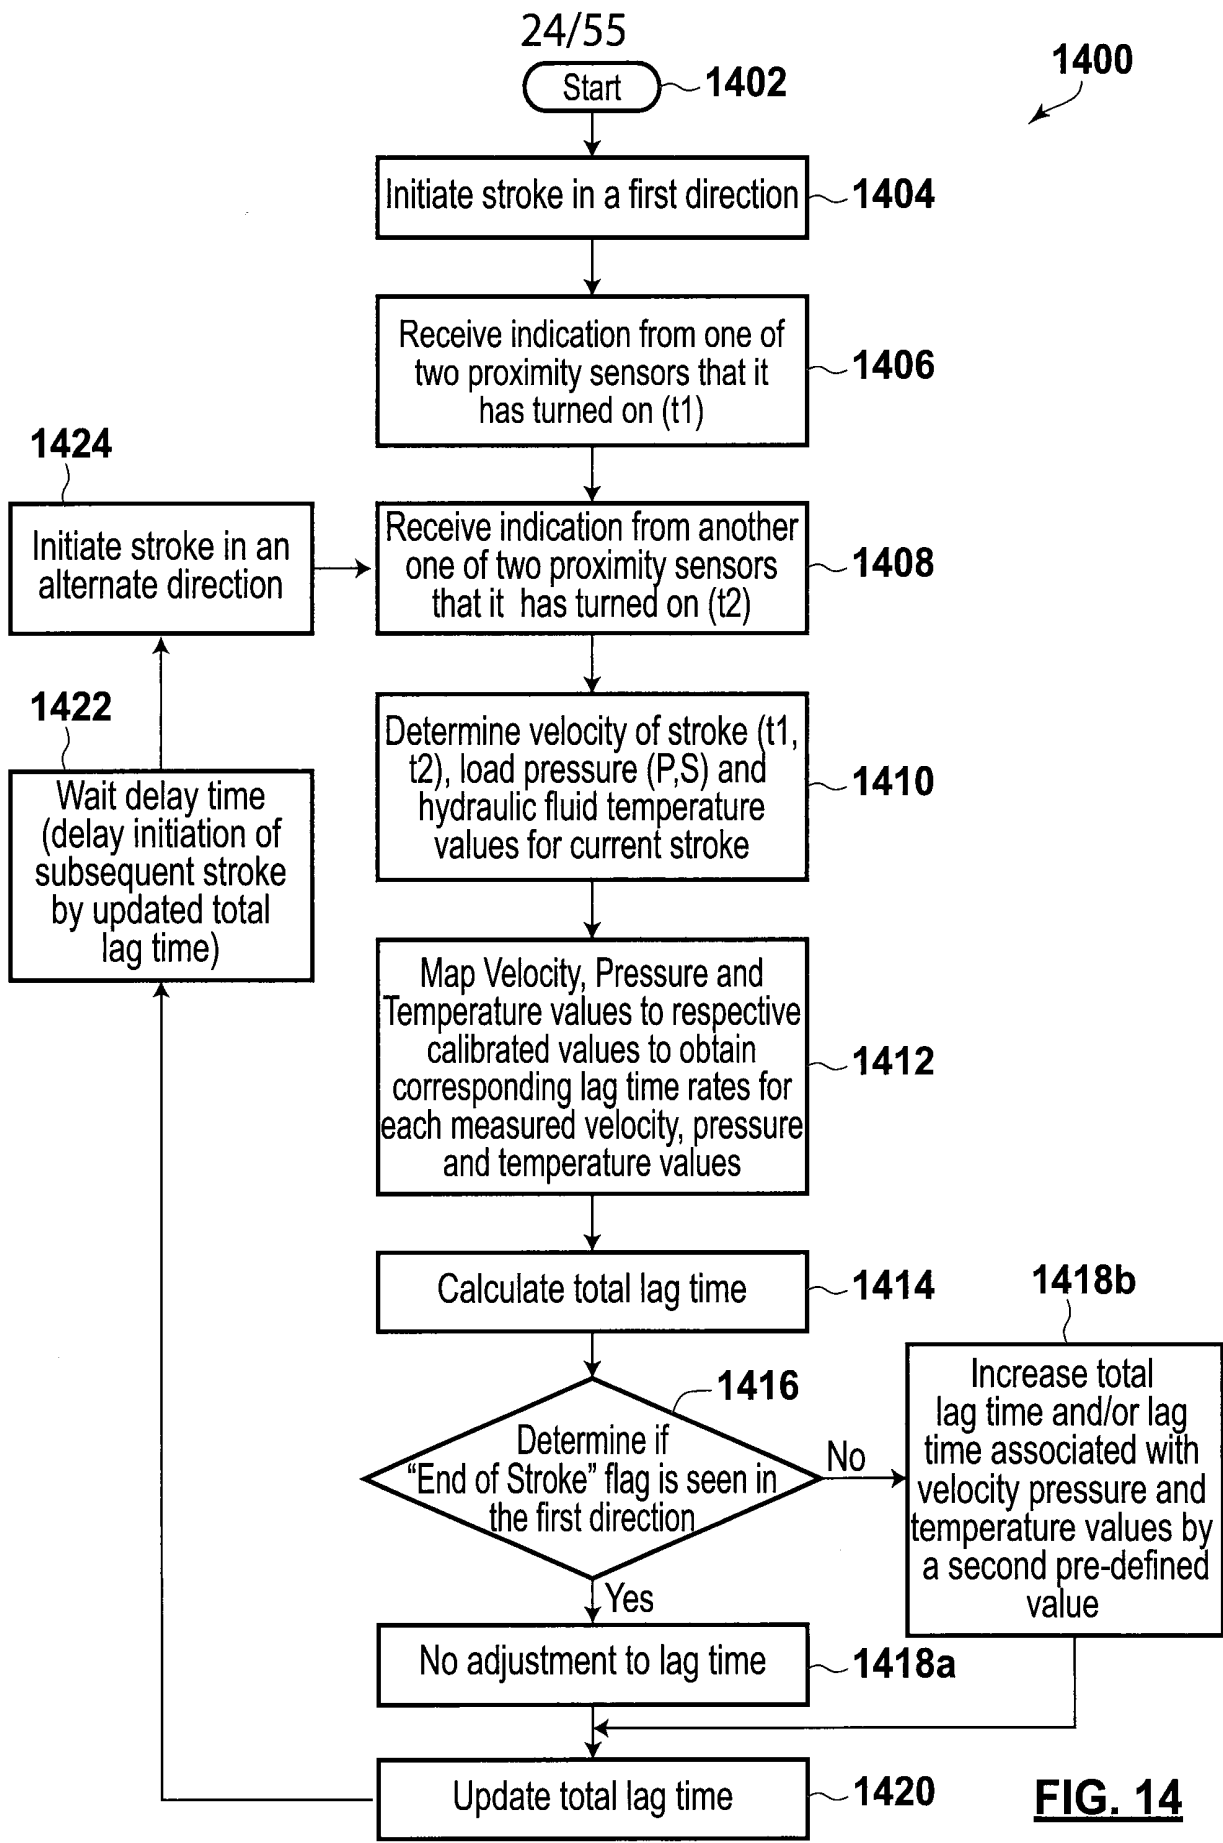 24/55
Start
1402
1400
Initiate stroke in a first direction
1404
Receive indication from one of
two proximity sensors that it
has turned on (t1)
1406
1424
Initiate stroke in an
alternate direction
Receive indication from another
one of two proximity sensors
that it has turned on (t2)
1408
1422
Wait delay time
(delay initiation of
subsequent stroke
by updated total
lag time)
Determine velocity of stroke (t1,
t2), load pressure (P,S) and
hydraulic fluid temperature
values for current stroke
1410
Map Velocity, Pressure and
Temperature values to respective
calibrated values to obtain
corresponding lag time rates for
each measured velocity, pressure
and temperature values
1412
Calculate total lag time
1414
1416
Determine if
“End of Stroke” flag is seen in
the first direction
No
Yes
1418b
Increase total
lag time and/or lag
time associated with
velocity pressure and
temperature values by
a second pre-defined
value
No adjustment to lag time
1418a
Update total lag time
1420
FIG. 14